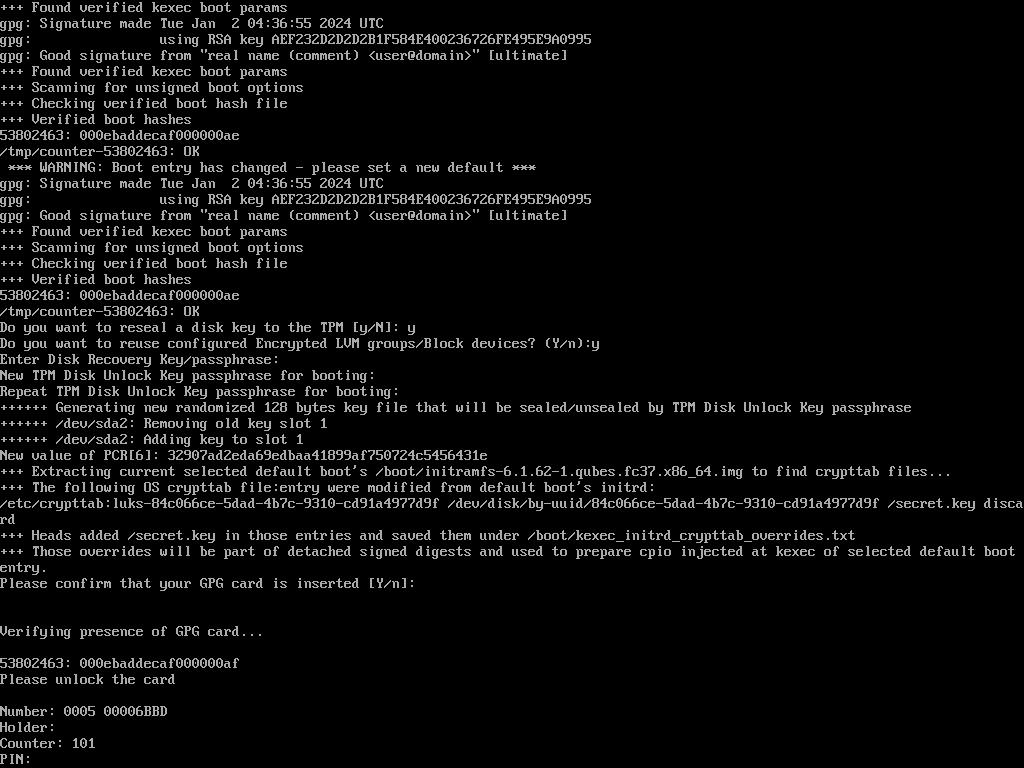 +++ Found verified kexec boot params
gpg: Signature made Tue Jan  2 04:36:55 2024 UTC
gpg:                using RSA key AEF232D2D2D2B1F584E400236726FE495E9A0995
gpg: Good signature from "real name (comment) <user@domain>" [ultimate]
+++ Found verified kexec boot params
+++ Scanning for unsigned boot options
+++ Checking verified boot hash file
+++ Verified boot hashes
53802463: 000ebaddecaf000000ae
/tmp/counter-53802463: OK
 *** WARNING: Boot entry has changed - please set a new default ***
gpg: Signature made Tue Jan  2 04:36:55 2024 UTC
gpg:                using RSA key AEF232D2D2D2B1F584E400236726FE495E9A0995
gpg: Good signature from "real name (comment) <user@domain>" [ultimate]
+++ Found verified kexec boot params
+++ Scanning for unsigned boot options
+++ Checking verified boot hash file
+++ Verified boot hashes
53802463: 000ebaddecaf000000ae
/tmp/counter-53802463: OK
Do you want to reseal a disk key to the TPM [y/N]: y
Do you want to reuse configured Encrypted LVM groups/Block devices? (Y/n):y
Enter Disk Recovery Key/passphrase:
New TPM Disk Unlock Key passphrase for booting:
Repeat TPM Disk Unlock Key passphrase for booting:
++++++ Generating new randomized 128 bytes key file that will be sealed/unsealed by TPM Disk Unlock Key passphrase
++++++ /dev/sda2: Removing old key slot 1
++++++ /dev/sda2: Adding key to slot 1
New value of PCR[6]: 32907ad2eda69edbaa41899af750724c5456431e
+++ Extracting current selected default boot's /boot/initramfs-6.1.62-1.qubes.fc37.x86_64.img to find crypttab files...
+++ The following OS crypttab file:entry were modified from default boot's initrd:
/etc/crypttab:luks-84c066ce-5dad-4b7c-9310-cd91a4977d9f /dev/disk/by-uuid/84c066ce-5dad-4b7c-9310-cd91a4977d9f /secret.key disca
rd
+++ Heads added /secret.key in those entries and saved them under /boot/kexec_initrd_crypttab_overrides.txt
+++ Those overrides will be part of detached signed digests and used to prepare cpio injected at kexec of selected default boot
entry.
Please confirm that your GPG card is inserted [Y/n]:
Verifying presence of GPG card...
53802463: 000ebaddecaf000000af
Please unlock the card
Number: 0005 00006BBD
Holder:
Counter: 101
PIN: